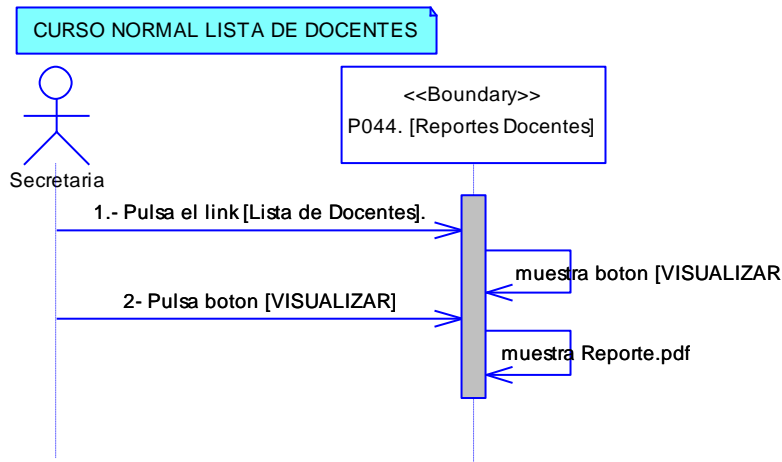 CURSO NORMAL LISTA DE DOCENTES
<<Boundary>>
P044. [Reportes Docentes]
Secretaria
1.- Pulsa el link [Lista de Docentes].
muestra boton [VISUALIZAR
2- Pulsa boton [VISUALIZAR]
muestra Reporte.pdf